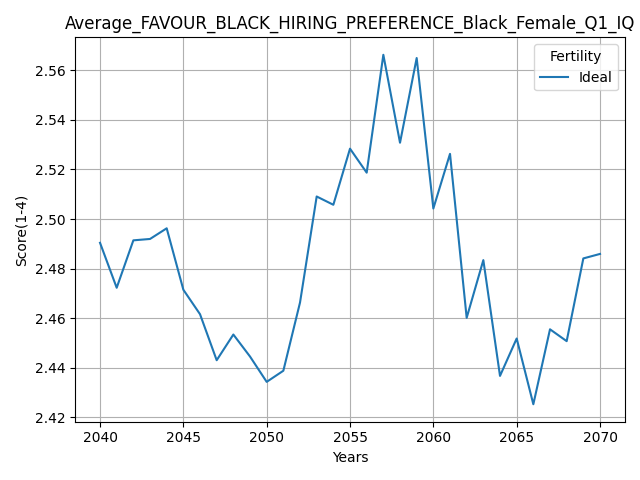 Average_FAVOUR_BLACK_HIRING_PREFERENCE_Black_Female_Q1_IQ
Fertility
Ideal
Score(1-4)
2.56
2.54
2.52
2.50
2.48
2.46
2.44
2.42
2040 2045 2050 2055 2060 2065 2070
Years